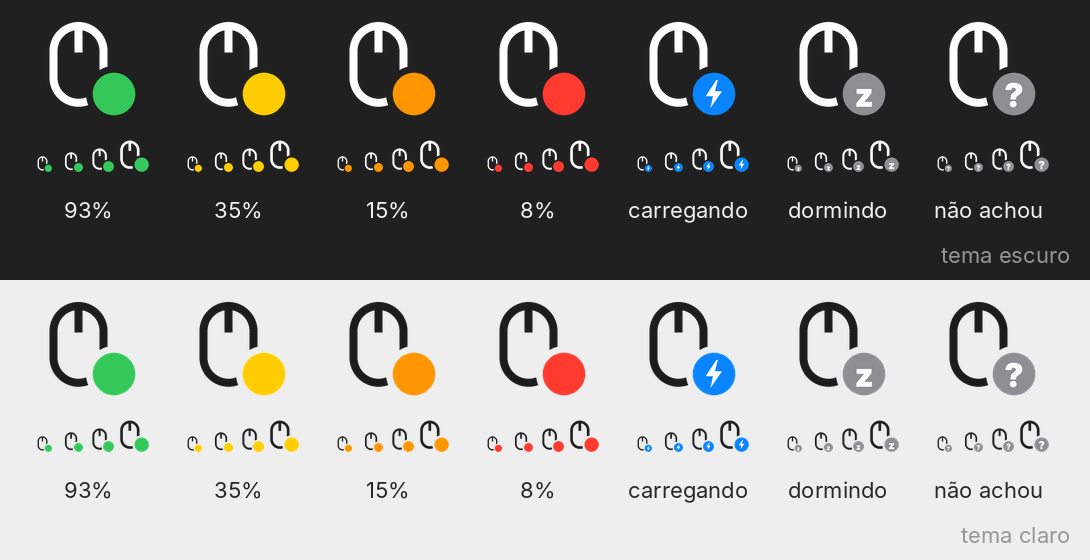 93% 35% 15% 8% carregando dormindo não achou
tema escuro
93% 35% 15% 8% carregando dormindo não achou
tema claro